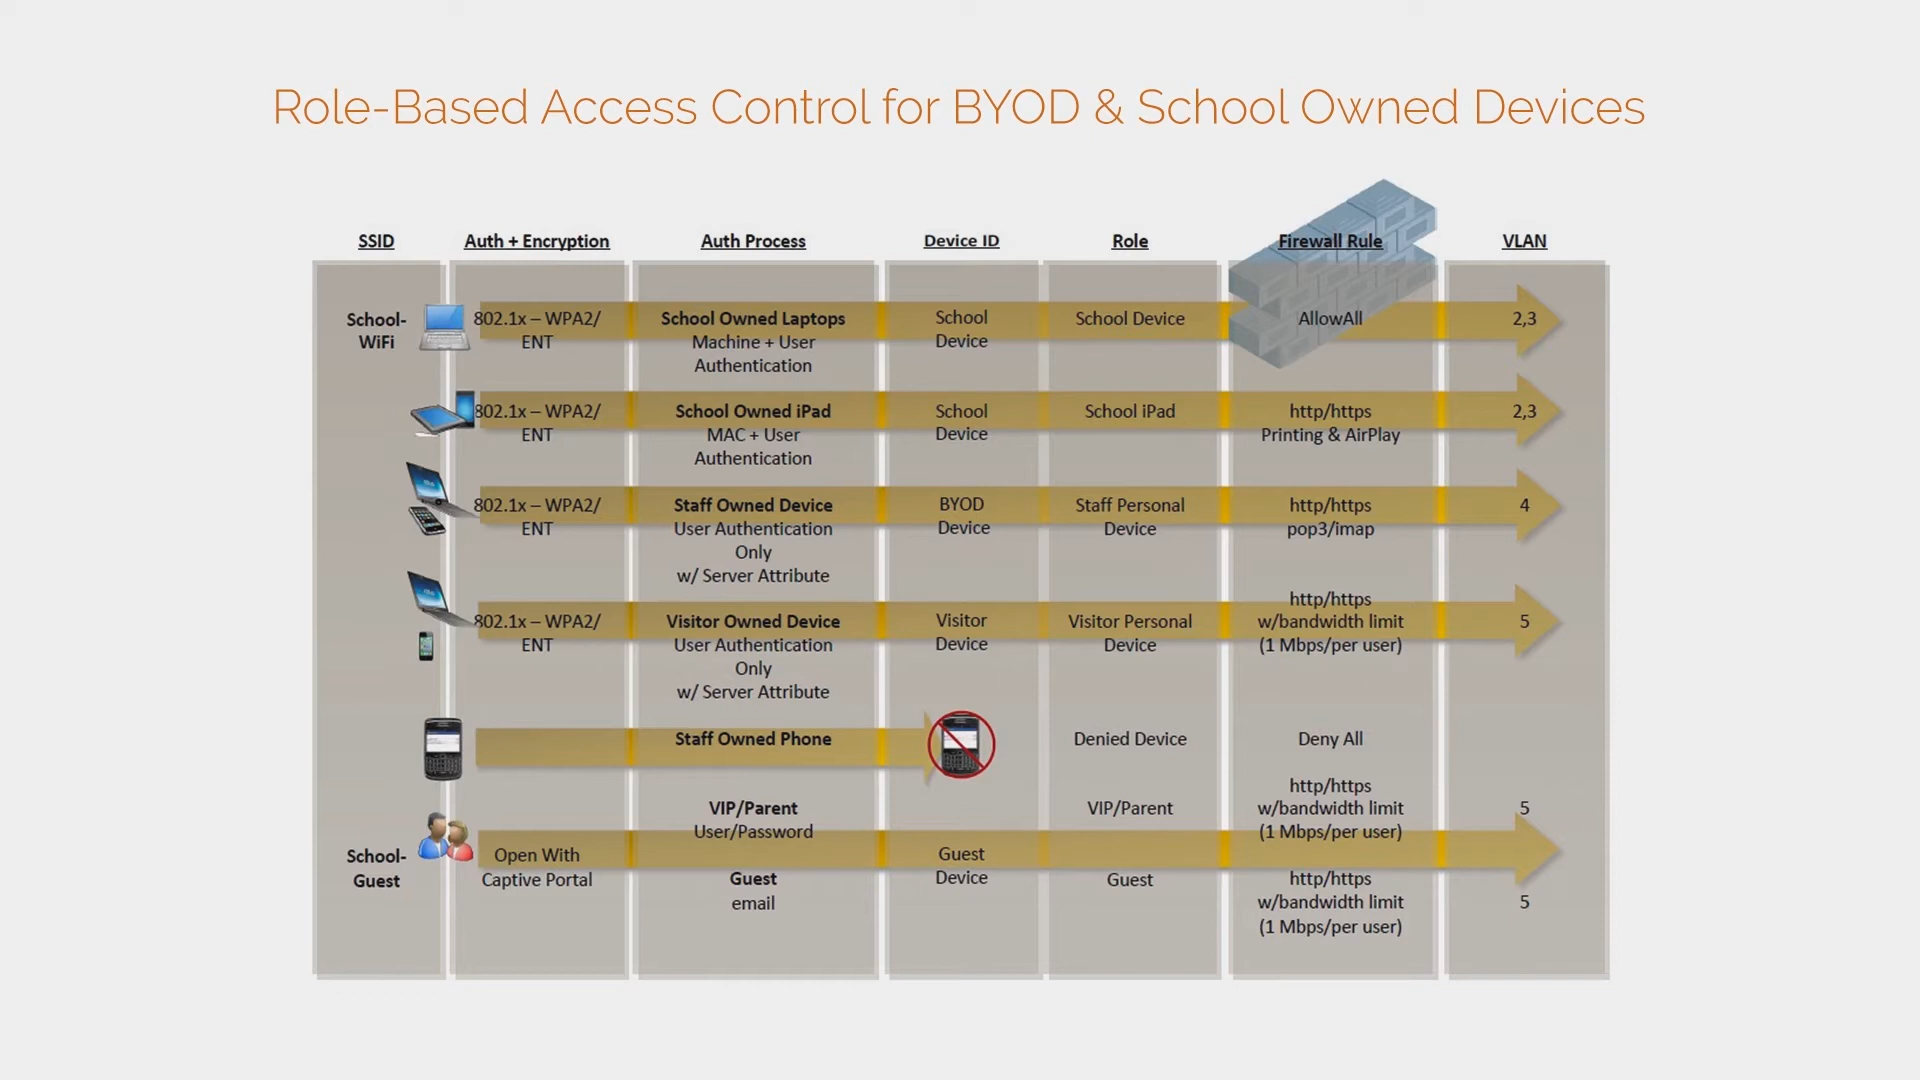 Role-Based Access Control for BYOD & School Owned Devices
SSID Auth + Encryption Auth Process Device ID Role Firewall Rule VLAN
School-
WiFi
802.1x – WPA2/
ENT
School Owned Laptops
Machine + User
Authentication
School
Device
School Device
AllowAll
2,3
802.1x – WPA2/
ENT
School Owned iPad
MAC + User
Authentication
School
Device
School iPad
http/https
Printing & AirPlay
2,3
802.1x – WPA2/
ENT
Staff Owned Device
User Authentication
Only
w/ Server Attribute
BYOD
Device
Staff Personal
Device
http/https
pop3/imap
4
802.1x – WPA2/
ENT
Visitor Owned Device
User Authentication
Only
w/ Server Attribute
Visitor
Device
Visitor Personal
Device
http/https
w/bandwidth limit
(1 Mbps/per user)
5
Staff Owned Phone
Denied Device
Deny All
School-
Guest
Open With
Captive Portal
VIP/Parent
User/Password
Guest
email
Guest
Device
VIP/Parent
Guest
http/https
w/bandwidth limit
(1 Mbps/per user)
http/https
w/bandwidth limit
(1 Mbps/per user)
5
5